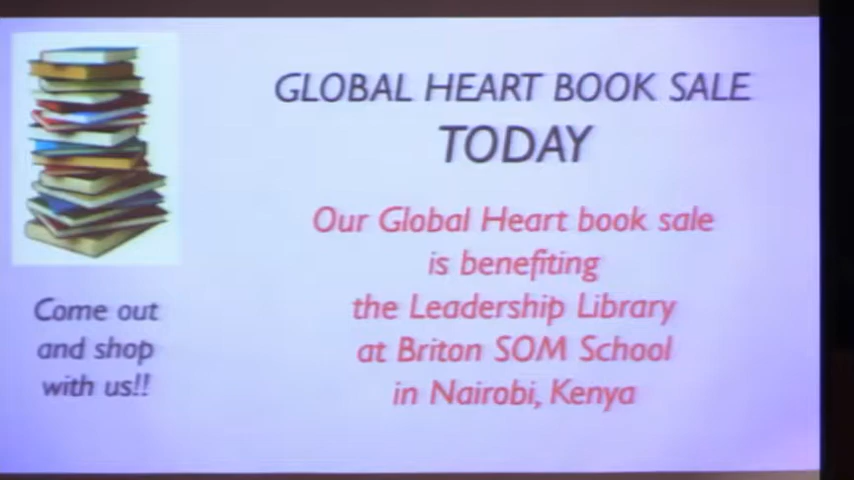 GLOBAL HEART BOOK SALE
TODAY
Our Global Heart book sale
is benefiting
the Leadership Library
at Briton SOM School
in Nairobi, Kenya
Come out
and shop
with us!!